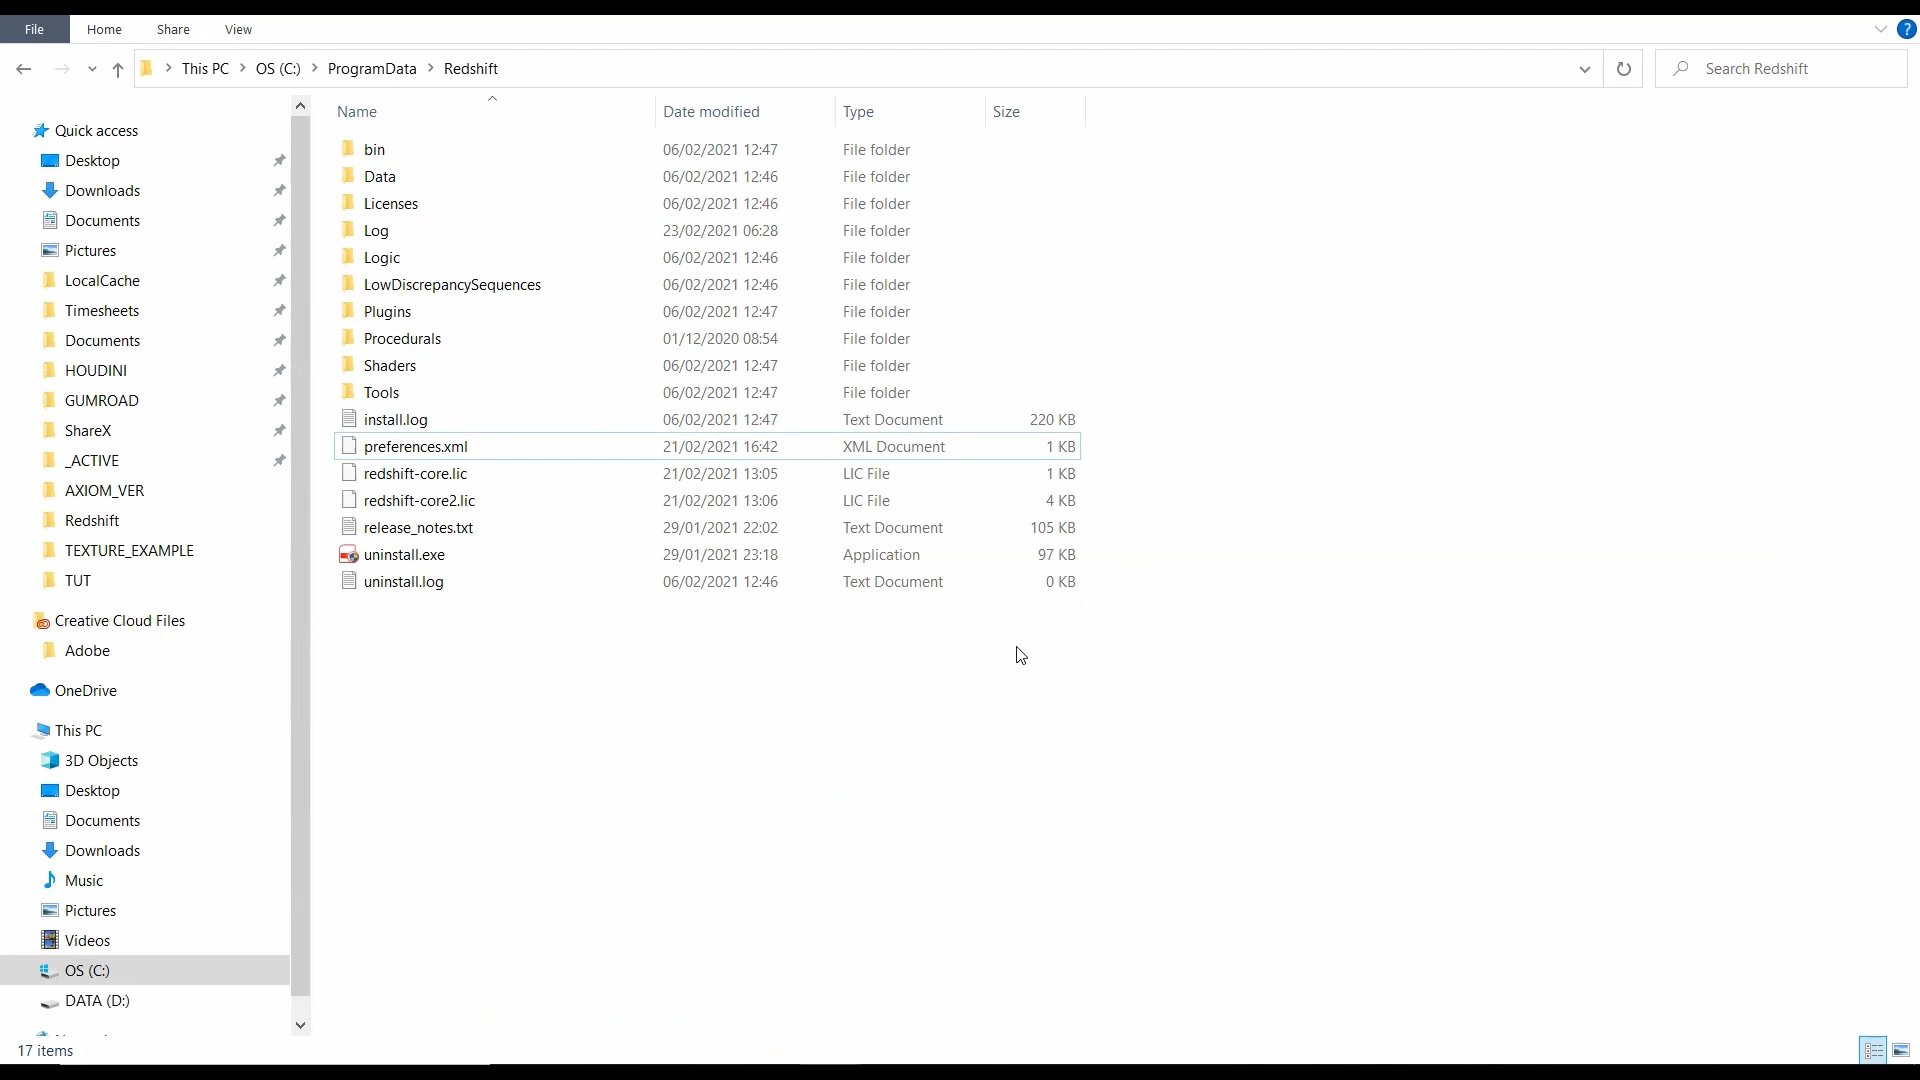 File Home Share View
This PC OS (C:) ProgramData Redshift Search Redshift
Name Date modified Type Size
Quick access
Desktop
Downloads
Documents
Pictures
LocalCache
Timesheets
Documents
HOUDINI
GUMROAD
ShareX
_ACTIVE
AXIOM_VER
Redshift
TEXTURE_EXAMPLE
TUT
Creative Cloud Files
Adobe
OneDrive
This PC
3D Objects
Desktop
Documents
Downloads
Music
Pictures
Videos
OS (C:)
DATA (D:)
bin 06/02/2021 12:47 File folder
Data 06/02/2021 12:46 File folder
Licenses 06/02/2021 12:46 File folder
Log 23/02/2021 06:28 File folder
Logic 06/02/2021 12:46 File folder
LowDiscrepancySequences 06/02/2021 12:46 File folder
Plugins 06/02/2021 12:47 File folder
Procedurals 01/12/2020 08:54 File folder
Shaders 06/02/2021 12:47 File folder
Tools 06/02/2021 12:47 File folder
install.log 06/02/2021 12:47 Text Document 220 KB
preferences.xml 21/02/2021 16:42 XML Document 1 KB
redshift-core.lic 21/02/2021 13:05 LIC File 1 KB
redshift-core2.lic 21/02/2021 13:06 LIC File 4 KB
release_notes.txt 29/01/2021 22:02 Text Document 105 KB
uninstall.exe 29/01/2021 23:18 Application 97 KB
uninstall.log 06/02/2021 12:46 Text Document 0 KB
17 items